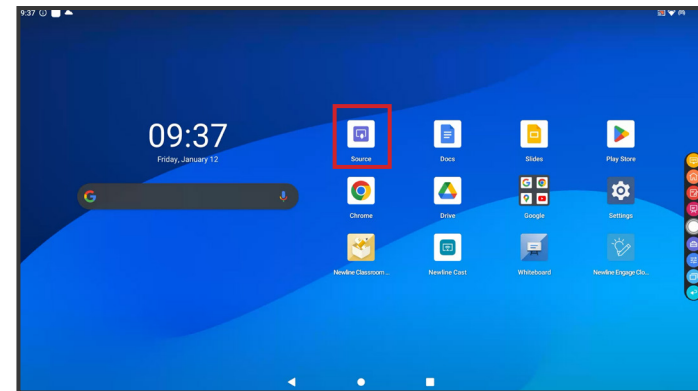 9:37
09:37
Friday, January 12
Source
Docs
Slides
Play Store
Chrome
Drive
Google
Settings
Newline Classroom ...
Newline Cast
Whiteboard
Newline Engage Clo...